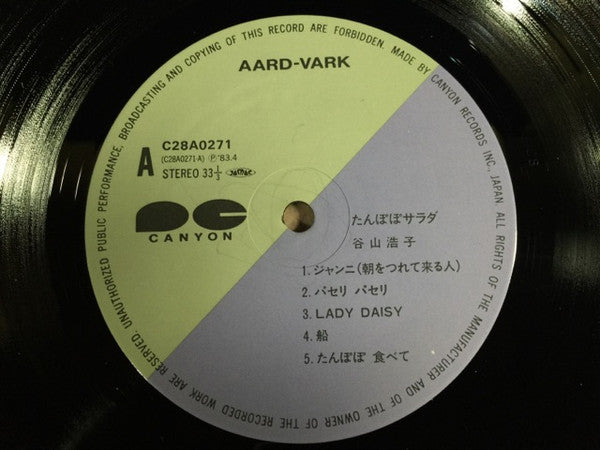 UNAUTHORIZED PUBLIC PERFORMANCE, BROADCASTING AND COPYING OF THIS RECORD ARE FORBIDDEN. MADE BY CANYON RECORDS INC., JAPAN. ALL RIGHTS OF THE MANUFACTURER AND OF THE OWNER OF THE RECORDED WORK ARE RESERVED.
AARD-VARK
A
C28A0271
(C28A0271-A) Ⓟ '83.4
STEREO 33 1/3 JASRAC
CANYON
たんぽぽサラダ
谷山浩子
1. ジャンニ(朝をつれて来る人)
2. パセリ パセリ
3. LADY DAISY
4. 船
5. たんぽぽ 食べて